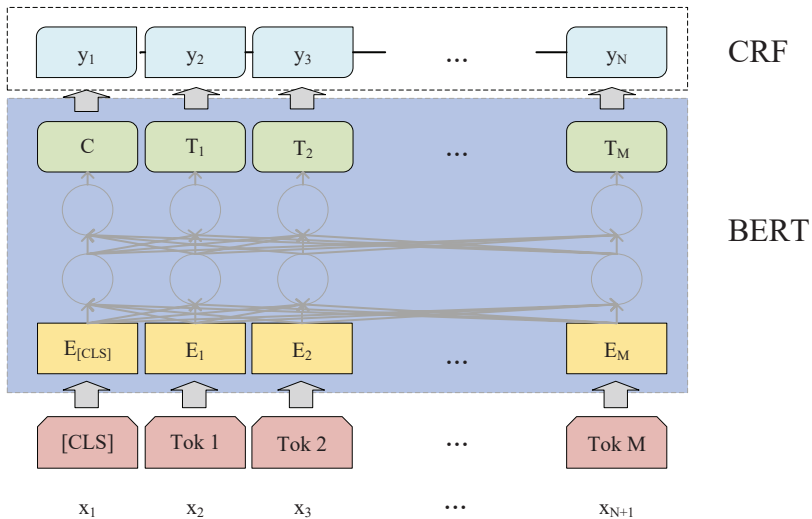 y1 y2 y3 ... yN CRF
C T1 T2 ... TM
BERT
E[CLS] E1 E2 ... EM
[CLS] Tok 1 Tok 2 ... Tok M
x1 x2 x3 ... xN+1